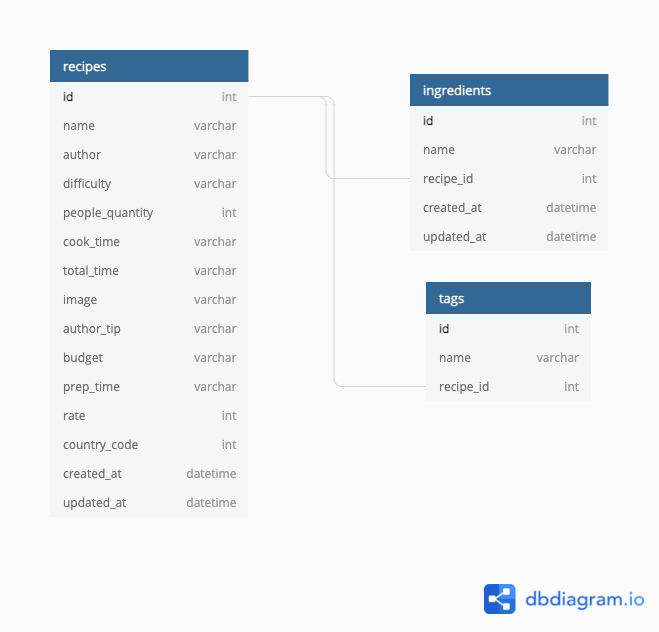 recipes
id int
name varchar
author varchar
difficulty varchar
people_quantity int
cook_time varchar
total_time varchar
image varchar
author_tip varchar
budget varchar
prep_time varchar
rate int
country_code int
created_at datetime
updated_at datetime
ingredients
id int
name varchar
recipe_id int
created_at datetime
updated_at datetime
tags
id int
name varchar
recipe_id int
dbdiagram.io